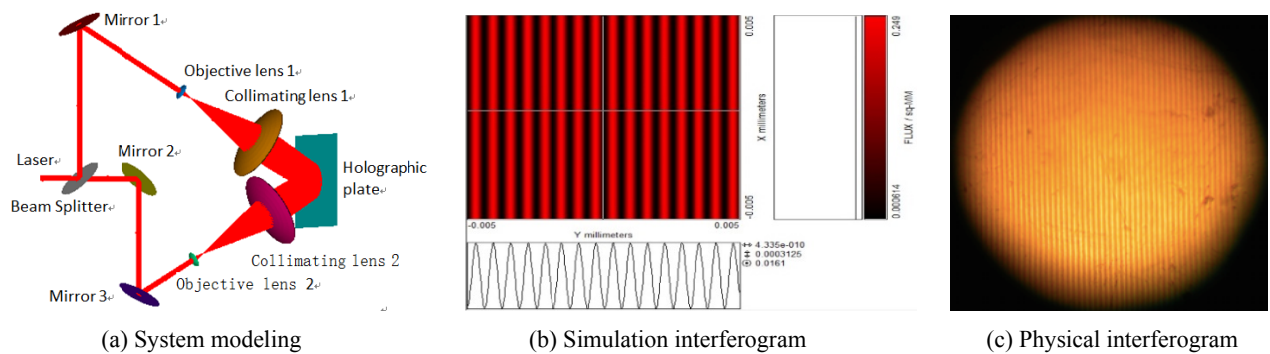 Mirror 1
Objective lens 1
Collimating lens 1
Laser
Mirror 2
Holographic
plate
Beam Splitter
Collimating lens 2
Objective lens 2
Mirror 3
(a) System modeling
0.005
X millimeters
-0.005
-0.005
0.005
Y millimeters
0.249
FLUX / sq-MM
0.000614
4.335e-010
0.0003125
0.0161
(b) Simulation interferogram
(c) Physical interferogram